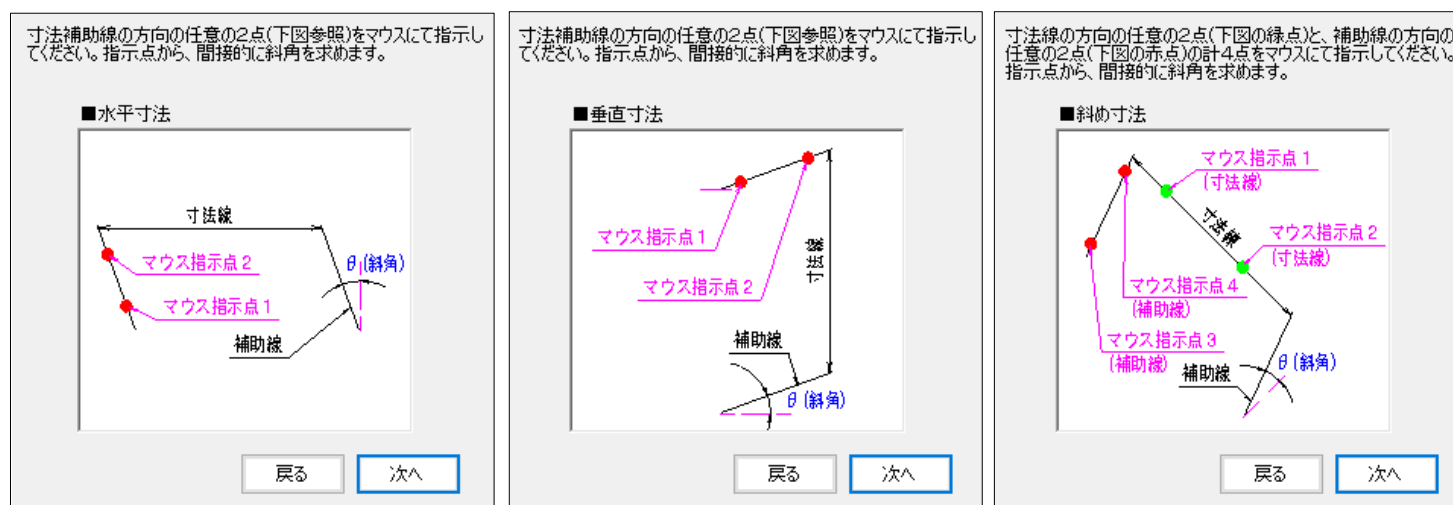 寸法補助線の方向の任意の2点(下図参照)をマウスにて指示し
てください。指示点から、間接的に斜角を求めます。
■水平寸法
寸法線
マウス指示点2
θ(斜角)
マウス指示点1
補助線
戻る
次へ
寸法補助線の方向の任意の2点(下図参照)をマウスにて指示し
てください。指示点から、間接的に斜角を求めます。
■垂直寸法
マウス指示点1
寸法線
マウス指示点2
補助線
θ(斜角)
戻る
次へ
寸法線の方向の任意の2点(下図の緑点)と、補助線の方向の
任意の2点(下図の赤点)の計4点をマウスにて指示してください。
指示点から、間接的に斜角を求めます。
■斜め寸法
マウス指示点1
(寸法線)
寸法線
マウス指示点2
(寸法線)
マウス指示点4
(補助線)
マウス指示点3
(補助線)
補助線
θ(斜角)
戻る
次へ